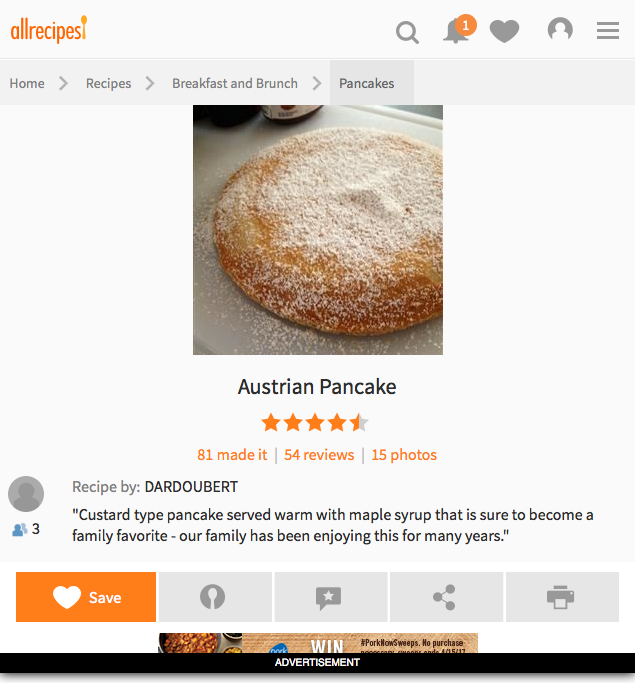 allrecipes
1
Home
Recipes
Breakfast and Brunch
Pancakes
Austrian Pancake
81 made it | 54 reviews | 15 photos
Recipe by: DARDOUBERT
3
"Custard type pancake served warm with maple syrup that is sure to become a
family favorite - our family has been enjoying this for many years."
Save
WIN
#PorkNowSweeps. No purchase
ADVERTISEMENT